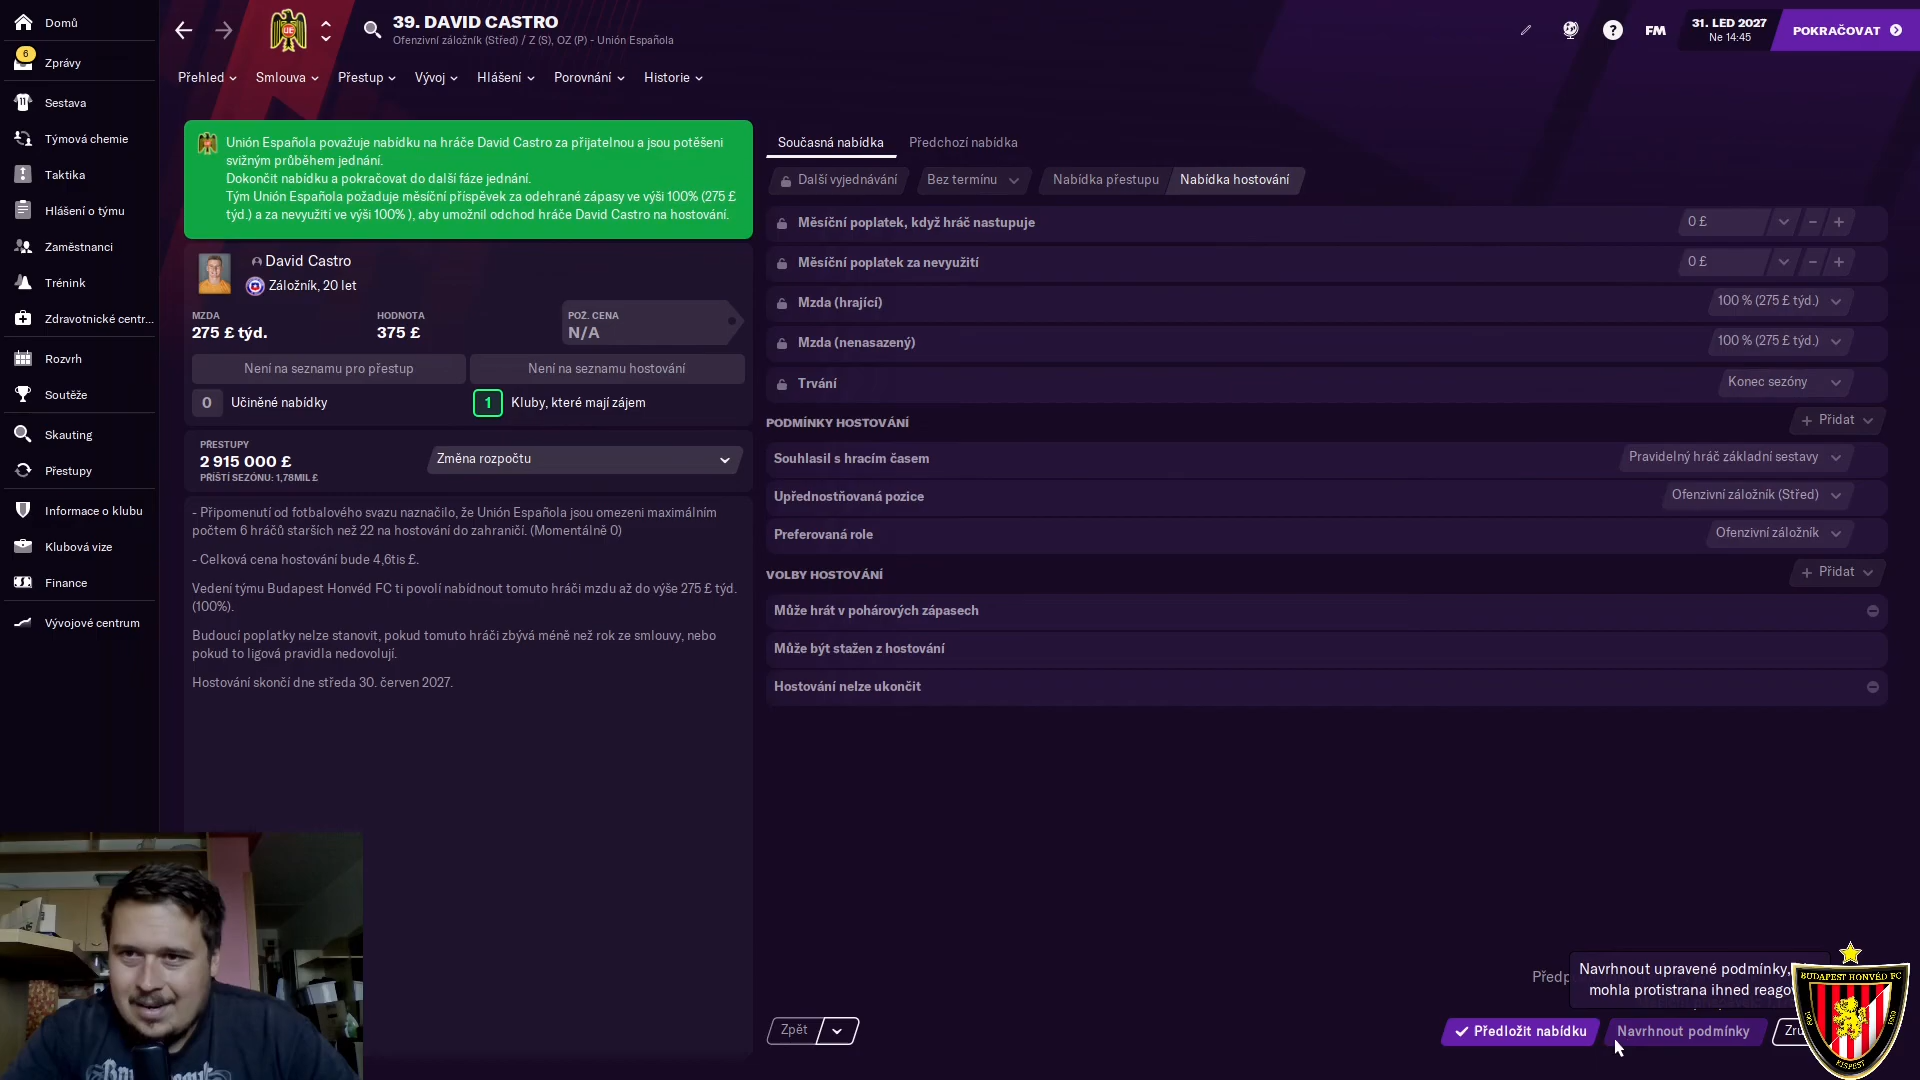 Domů
6
Zprávy
Sestava
Týmová chemie
Taktika
Hlášení o týmu
Zaměstnanci
Trénink
Zdravotnické centr...
Rozvrh
Soutěže
Skauting
Přestupy
Informace o klubu
Klubová vize
Finance
Vývojové centrum
39. DAVID CASTRO
Ofenzivní záložník (Střed) / Z (S), OZ (P) - Unión Española
FM
31. LED 2027
Ne 14:45
POKRAČOVAT
Přehled
Smlouva
Přestup
Vývoj
Hlášení
Porovnání
Historie
Unión Española považuje nabídku na hráče David Castro za přijatelnou a jsou potěšeni
svižným průběhem jednání.
Dokončit nabídku a pokračovat do další fáze jednání.
Tým Unión Española požaduje měsíční příspěvek za odehrané zápasy ve výši 100% (275 £
týd.) a za nevyužití ve výši 100% ), aby umožnil odchod hráče David Castro na hostování.
David Castro
Záložník, 20 let
MZDA
275 £ týd.
HODNOTA
375 £
POŽ. CENA
N/A
Není na seznamu pro přestup
Není na seznamu hostování
0 Učiněné nabídky
1 Kluby, které mají zájem
PŘESTUPY
2 915 000 £
PŘÍŠTÍ SEZÓNU: 1,78MIL £
Změna rozpočtu
- Připomenutí od fotbalového svazu naznačilo, že Unión Española jsou omezeni maximálním
počtem 6 hráčů starších než 22 na hostování do zahraničí. (Momentálně 0)
- Celková cena hostování bude 4,6tis £.
Vedení týmu Budapest Honvéd FC ti povolí nabídnout tomuto hráči mzdu až do výše 275 £ týd.
(100%).
Budoucí poplatky nelze stanovit, pokud tomuto hráči zbývá méně než rok ze smlouvy, nebo
pokud to ligová pravidla nedovolují.
Hostování skončí dne středa 30. červen 2027.
Současná nabídka
Předchozí nabídka
Další vyjednávání
Bez termínu
Nabídka přestupu
Nabídka hostování
Měsíční poplatek, když hráč nastupuje
0 £
Měsíční poplatek za nevyužití
0 £
Mzda (hrající)
100 % (275 £ týd.)
Mzda (nenasazený)
100 % (275 £ týd.)
Trvání
Konec sezóny
PODMÍNKY HOSTOVÁNÍ
Přidat
Souhlasil s hracím časem
Pravidelný hráč základní sestavy
Upřednostňovaná pozice
Ofenzivní záložník (Střed)
Preferovaná role
Ofenzivní záložník
VOLBY HOSTOVÁNÍ
Přidat
Může hrát v pohárových zápasech
Může být stažen z hostování
Hostování nelze ukončit
Předp
Navrhnout upravené podmínky,
mohla protistrana ihned reago
Zpět
Předložit nabídku
Navrhnout podmínky
Zru
BUDAPEST HONVÉD FC
KISPEST